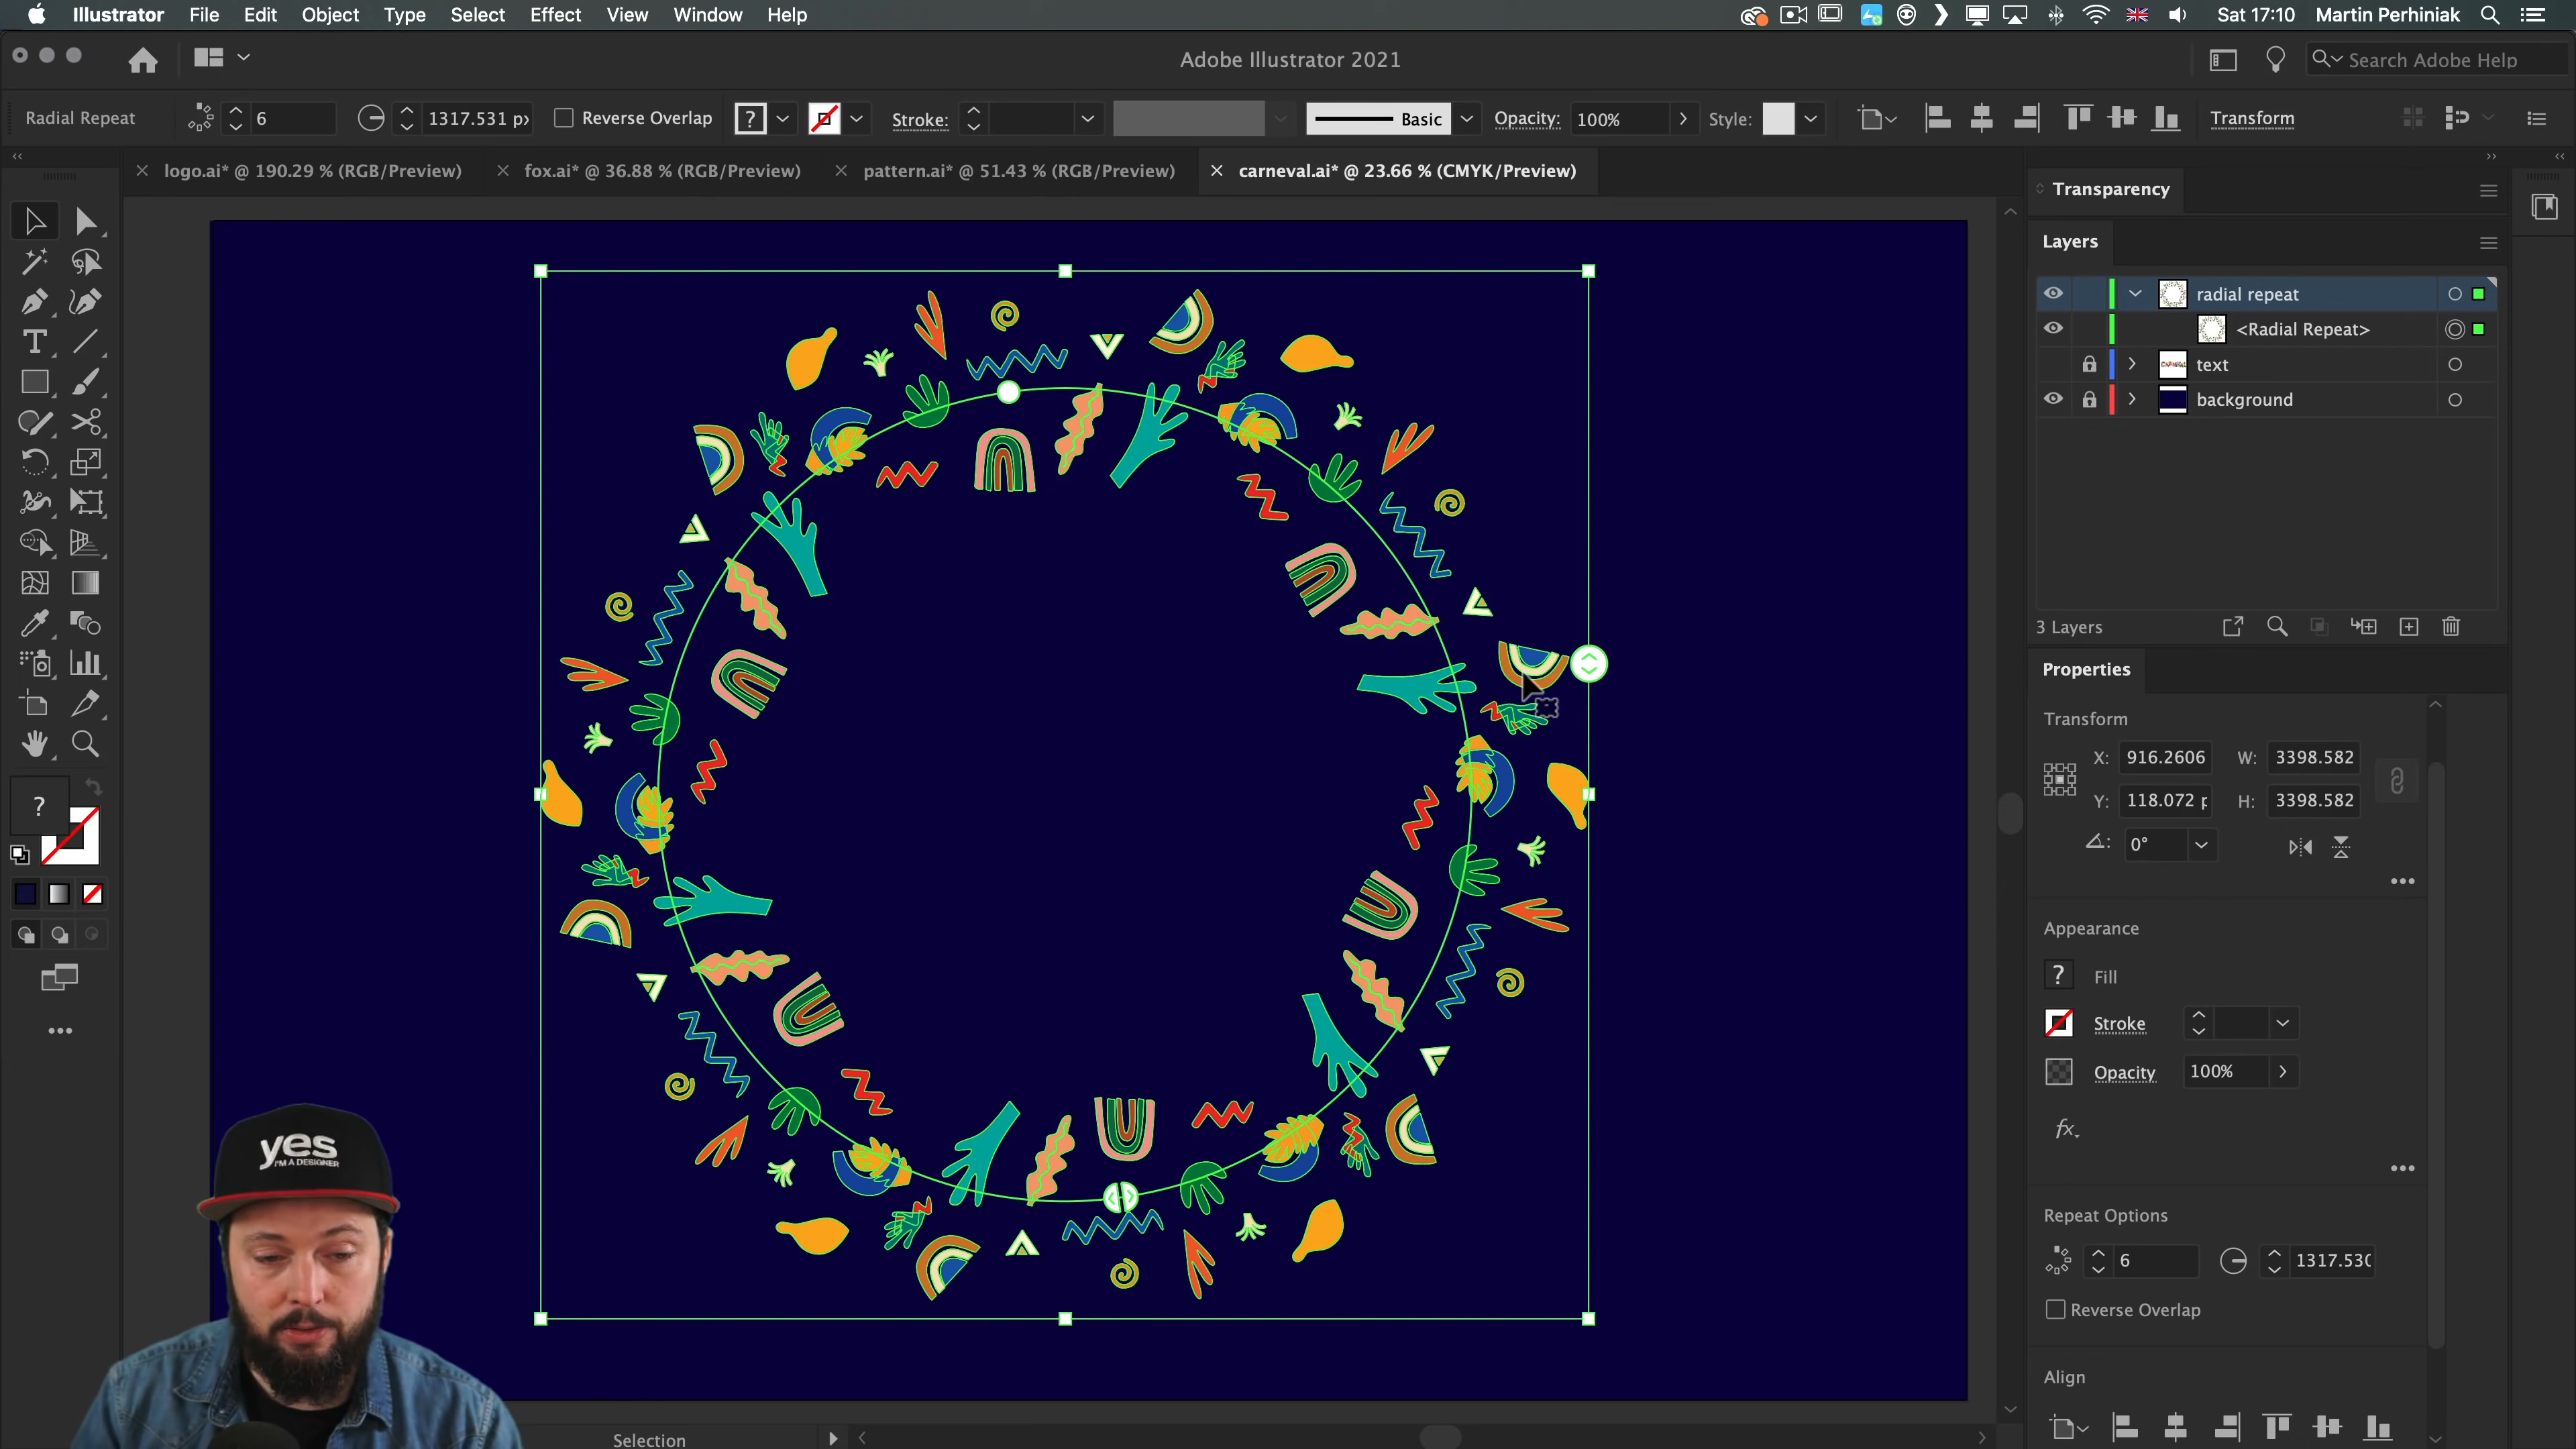 Illustrator File Edit Object Type Select Effect View Window Help Sat 17:10 Martin Perhiniak
Adobe Illustrator 2021 Search Adobe Help
Radial Repeat 6 1317.531 px Reverse Overlap ? Stroke: Basic Opacity: 100% Style: Transform
logo.ai* @ 190.29 % (RGB/Preview) fox.ai* @ 36.88 % (RGB/Preview) pattern.ai* @ 51.43 % (RGB/Preview) carneval.ai* @ 23.66 % (CMYK/Preview)
Transparency
Layers
radial repeat
<Radial Repeat>
text
background
3 Layers
Properties
Transform
X: 916.2606 W: 3398.582
Y: 118.072 p H: 3398.582
0°
?
Appearance
? Fill
Stroke
Opacity 100%
fx
Repeat Options
6 1317.530
Reverse Overlap
Align
yes
I'M A DESIGNER
Selection